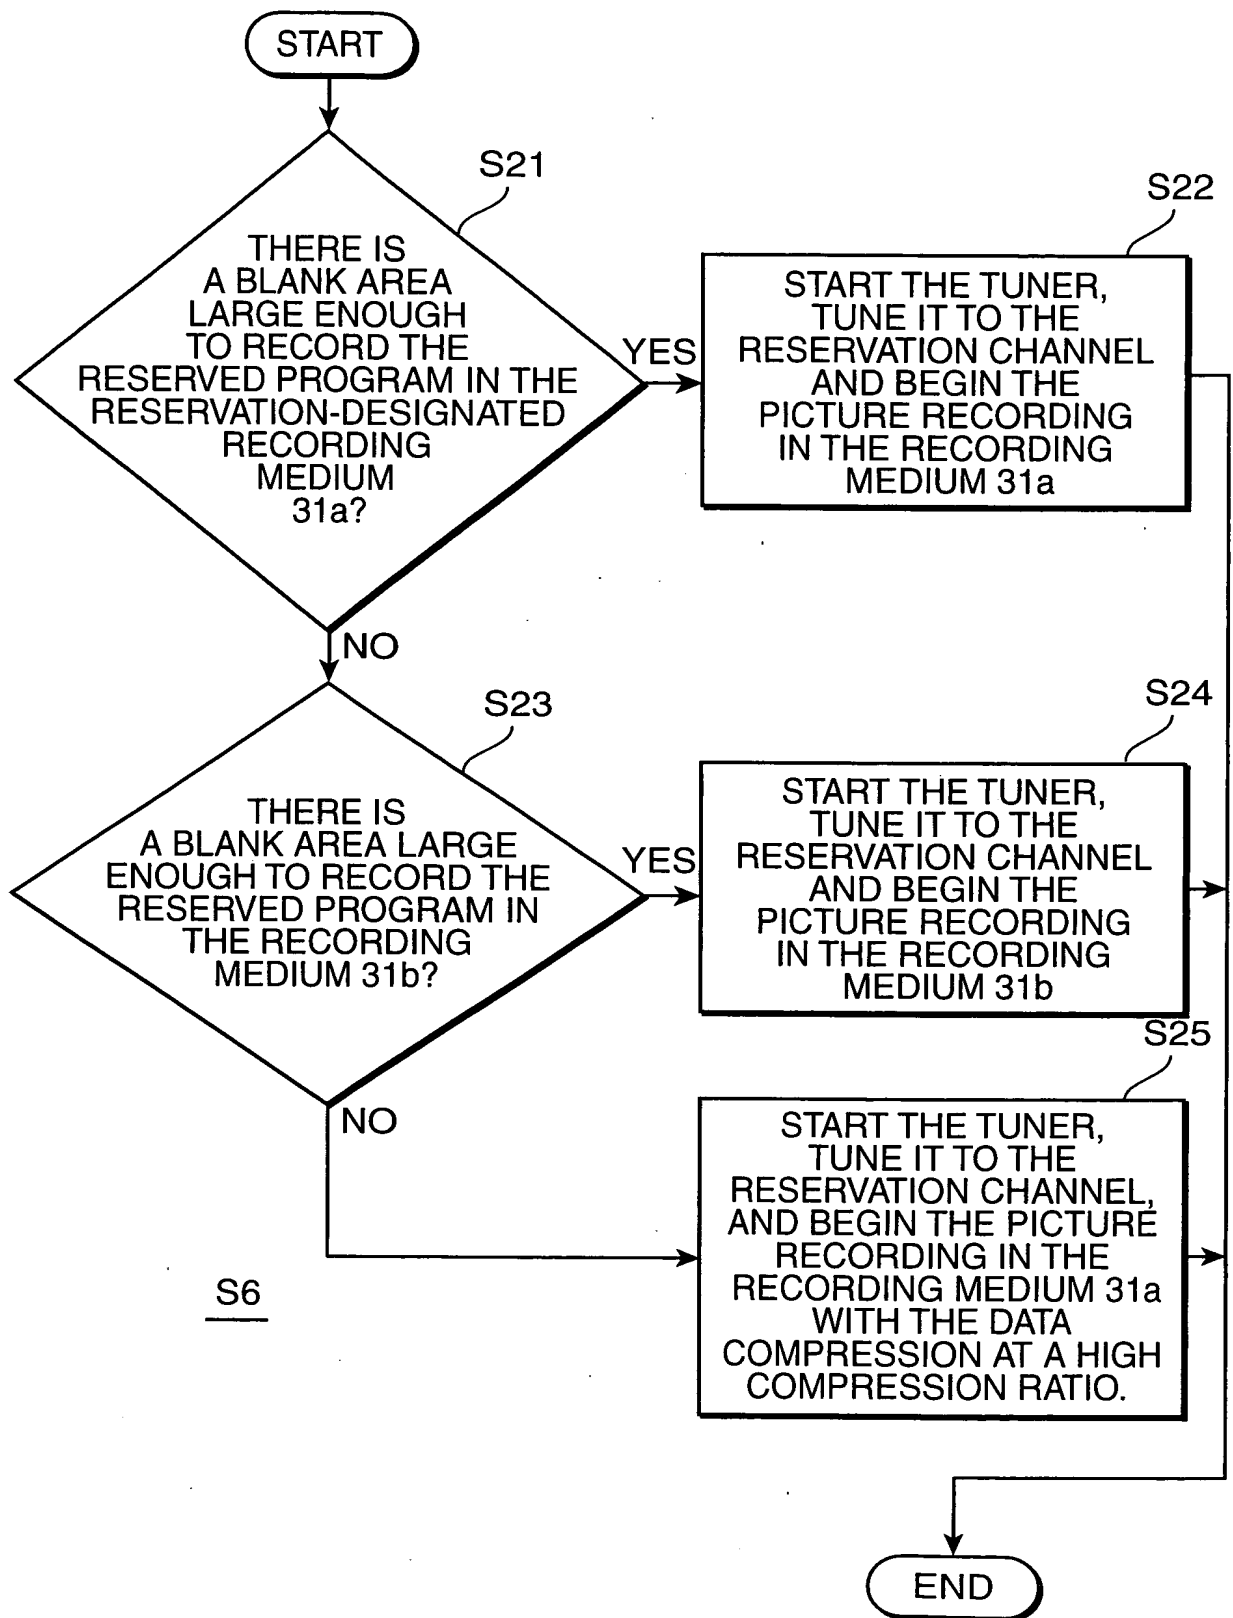 START
S21
THERE IS
A BLANK AREA
LARGE ENOUGH
TO RECORD THE
RESERVED PROGRAM IN THE
RESERVATION-DESIGNATED
RECORDING
MEDIUM
31a?
YES
S22
START THE TUNER,
TUNE IT TO THE
RESERVATION CHANNEL
AND BEGIN THE
PICTURE RECORDING
IN THE RECORDING
MEDIUM 31a
NO
S23
THERE IS
A BLANK AREA LARGE
ENOUGH TO RECORD THE
RESERVED PROGRAM IN
THE RECORDING
MEDIUM 31b?
YES
S24
START THE TUNER,
TUNE IT TO THE
RESERVATION CHANNEL
AND BEGIN THE
PICTURE RECORDING
IN THE RECORDING
MEDIUM 31b
NO
S25
START THE TUNER,
TUNE IT TO THE
RESERVATION CHANNEL,
AND BEGIN THE PICTURE
RECORDING IN THE
RECORDING MEDIUM 31a
WITH THE DATA
COMPRESSION AT A HIGH
COMPRESSION RATIO.
S6
END